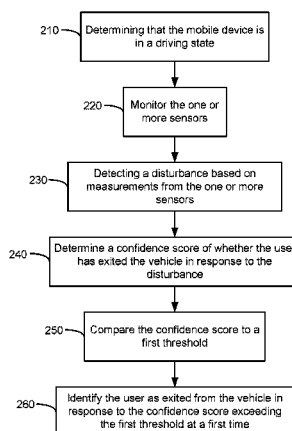 210
Determining that the mobile device is
in a driving state
220
Monitor the one or
more sensors
230
Detecting a disturbance based on
measurements from the one or more
sensors
240
Determine a confidence score of whether the user
has exited the vehicle in response to the
disturbance
250
Compare the confidence score to a
first threshold
260
Identify the user as exited from the vehicle in
response to the confidence score exceeding
the first threshold at a first time